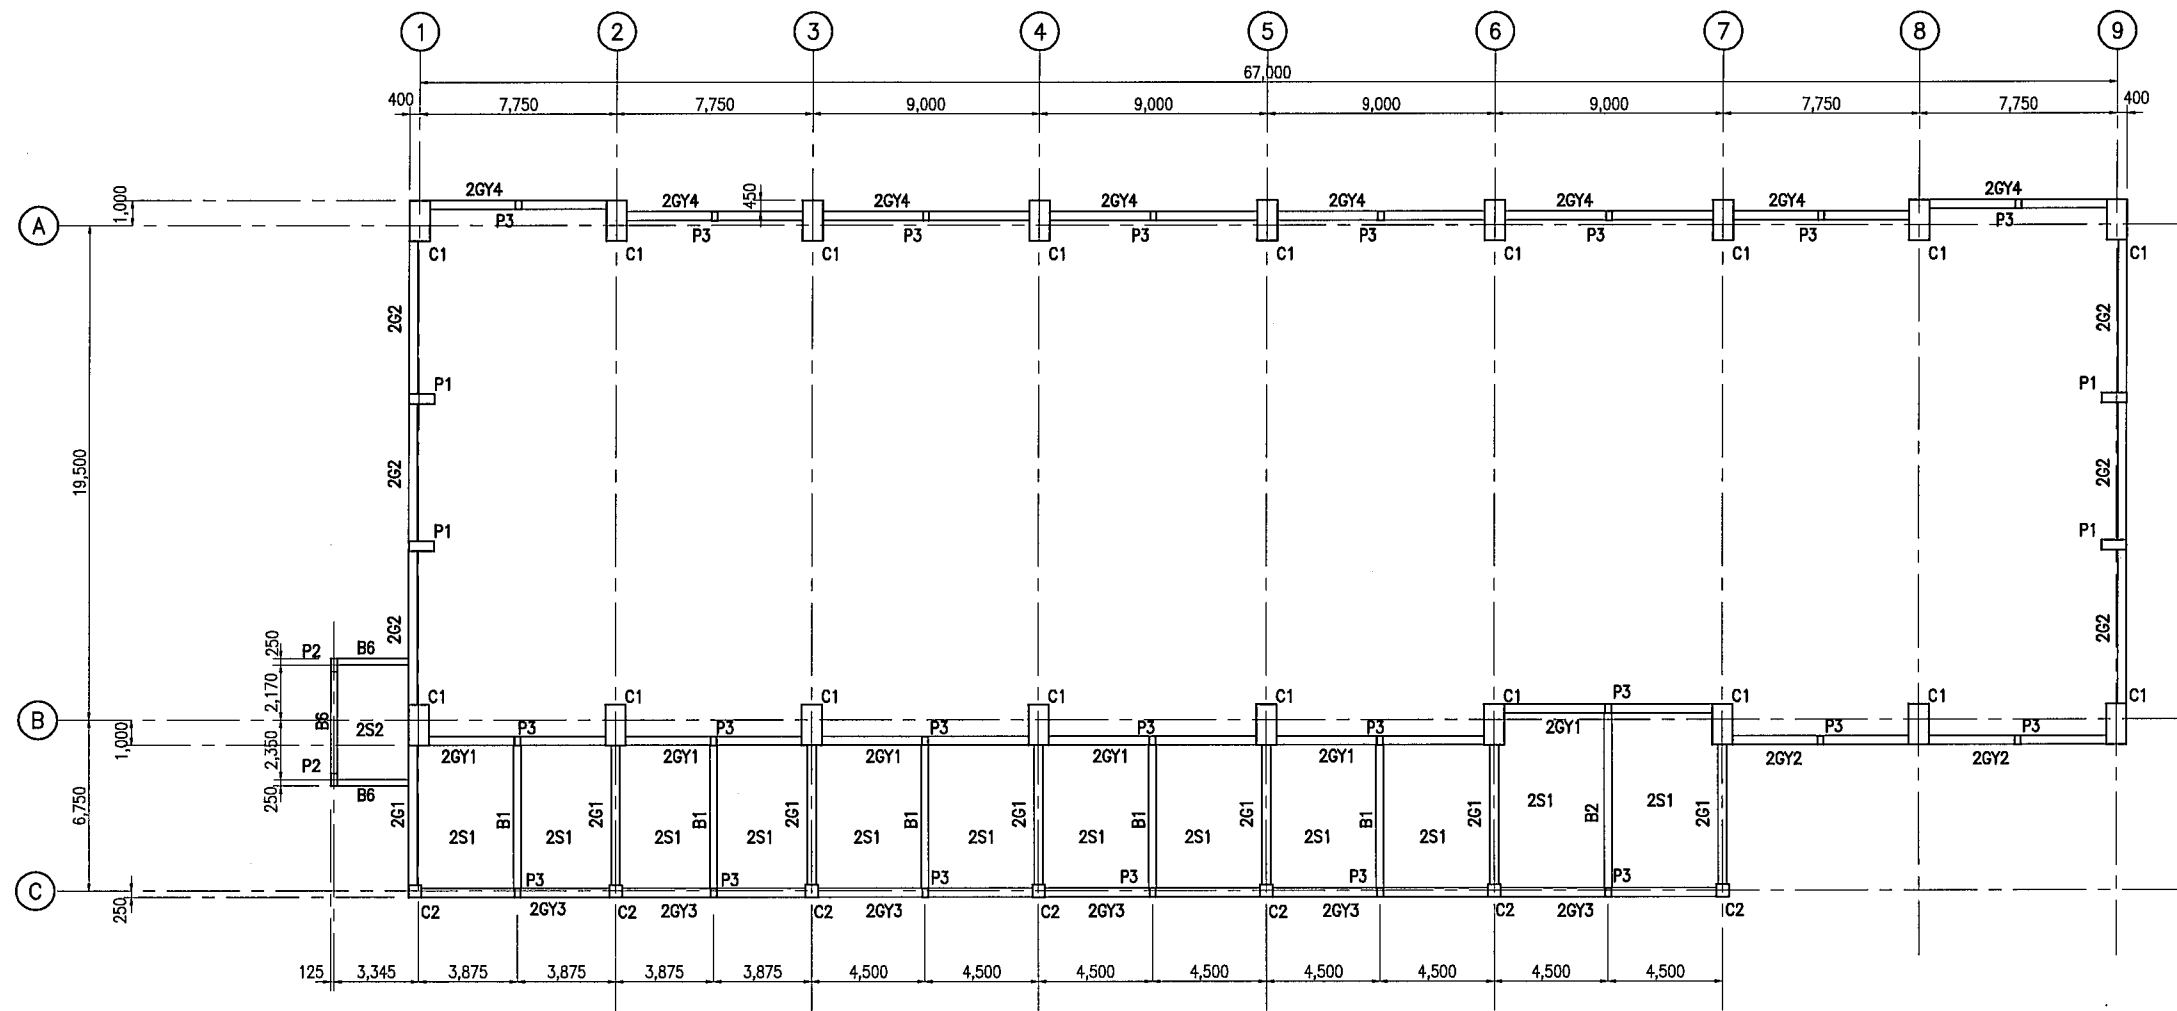 1 2 3 4 5 6 7 8 9
67,000
400 7,750 7,750 9,000 9,000 9,000 9,000 7,750 7,750 400
2GY4 2GY4 2GY4 2GY4 2GY4 2GY4 2GY4 2GY4
1,000 450
A P3 P3 P3 P3 P3 P3 P3 P3
C1 C1 C1 C1 C1 C1 C1 C1 C1
2G2 2G2
P1 P1
19,500 2G2 2G2
P1 P1
2G2 2G2
250 P2 B6
2,170
C1 C1 C1 C1 C1 C1 P3 C1 C1 C1
B B6 2S2 P3 P3 P3 P3 P3 2GY1 P3 P3
1,000 2,350 2GY1 2GY1 2GY1 2GY1 2GY1 2GY2 2GY2
P2
250 B6
6,750 2G1 B1 2G1 B1 2G1 B1 2G1 B1 2G1 B1 2G1 2S1 B2 2S1 2G1
2S1 2S1 2S1 2S1 2S1 2S1 2S1 2S1 2S1 2S1
C P3 P3 P3 P3 P3 P3
250 C2 2GY3 C2 2GY3 C2 2GY3 C2 2GY3 C2 2GY3 C2 2GY3 C2
125 3,345 3,875 3,875 3,875 3,875 4,500 4,500 4,500 4,500 4,500 4,500 4,500 4,500